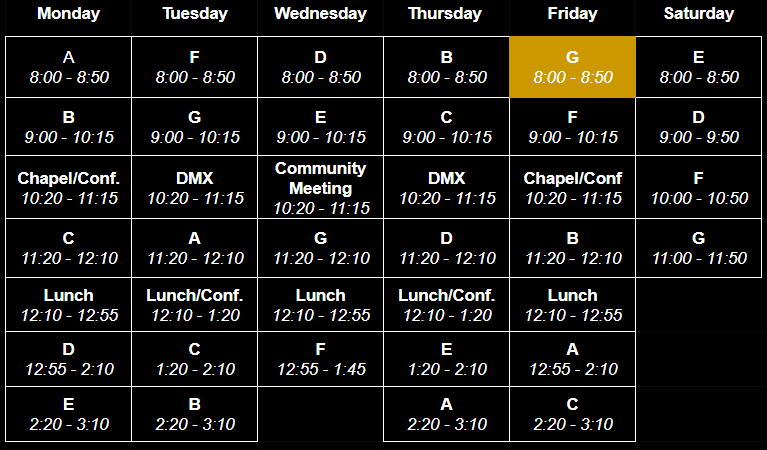 Monday Tuesday Wednesday Thursday Friday Saturday
A F D B G E
8:00 - 8:50 8:00 - 8:50 8:00 - 8:50 8:00 - 8:50 8:00 - 8:50 8:00 - 8:50
B G E C F D
9:00 - 10:15 9:00 - 10:15 9:00 - 10:15 9:00 - 10:15 9:00 - 10:15 9:00 - 9:50
Chapel/Conf. DMX Community Meeting DMX Chapel/Conf F
10:20 - 11:15 10:20 - 11:15 10:20 - 11:15 10:20 - 11:15 10:20 - 11:15 10:00 - 10:50
C A G D B G
11:20 - 12:10 11:20 - 12:10 11:20 - 12:10 11:20 - 12:10 11:20 - 12:10 11:00 - 11:50
Lunch Lunch/Conf. Lunch Lunch/Conf. Lunch
12:10 - 12:55 12:10 - 1:20 12:10 - 12:55 12:10 - 1:20 12:10 - 12:55
D C F E A
12:55 - 2:10 1:20 - 2:10 12:55 - 1:45 1:20 - 2:10 12:55 - 2:10
E B A C
2:20 - 3:10 2:20 - 3:10 2:20 - 3:10 2:20 - 3:10